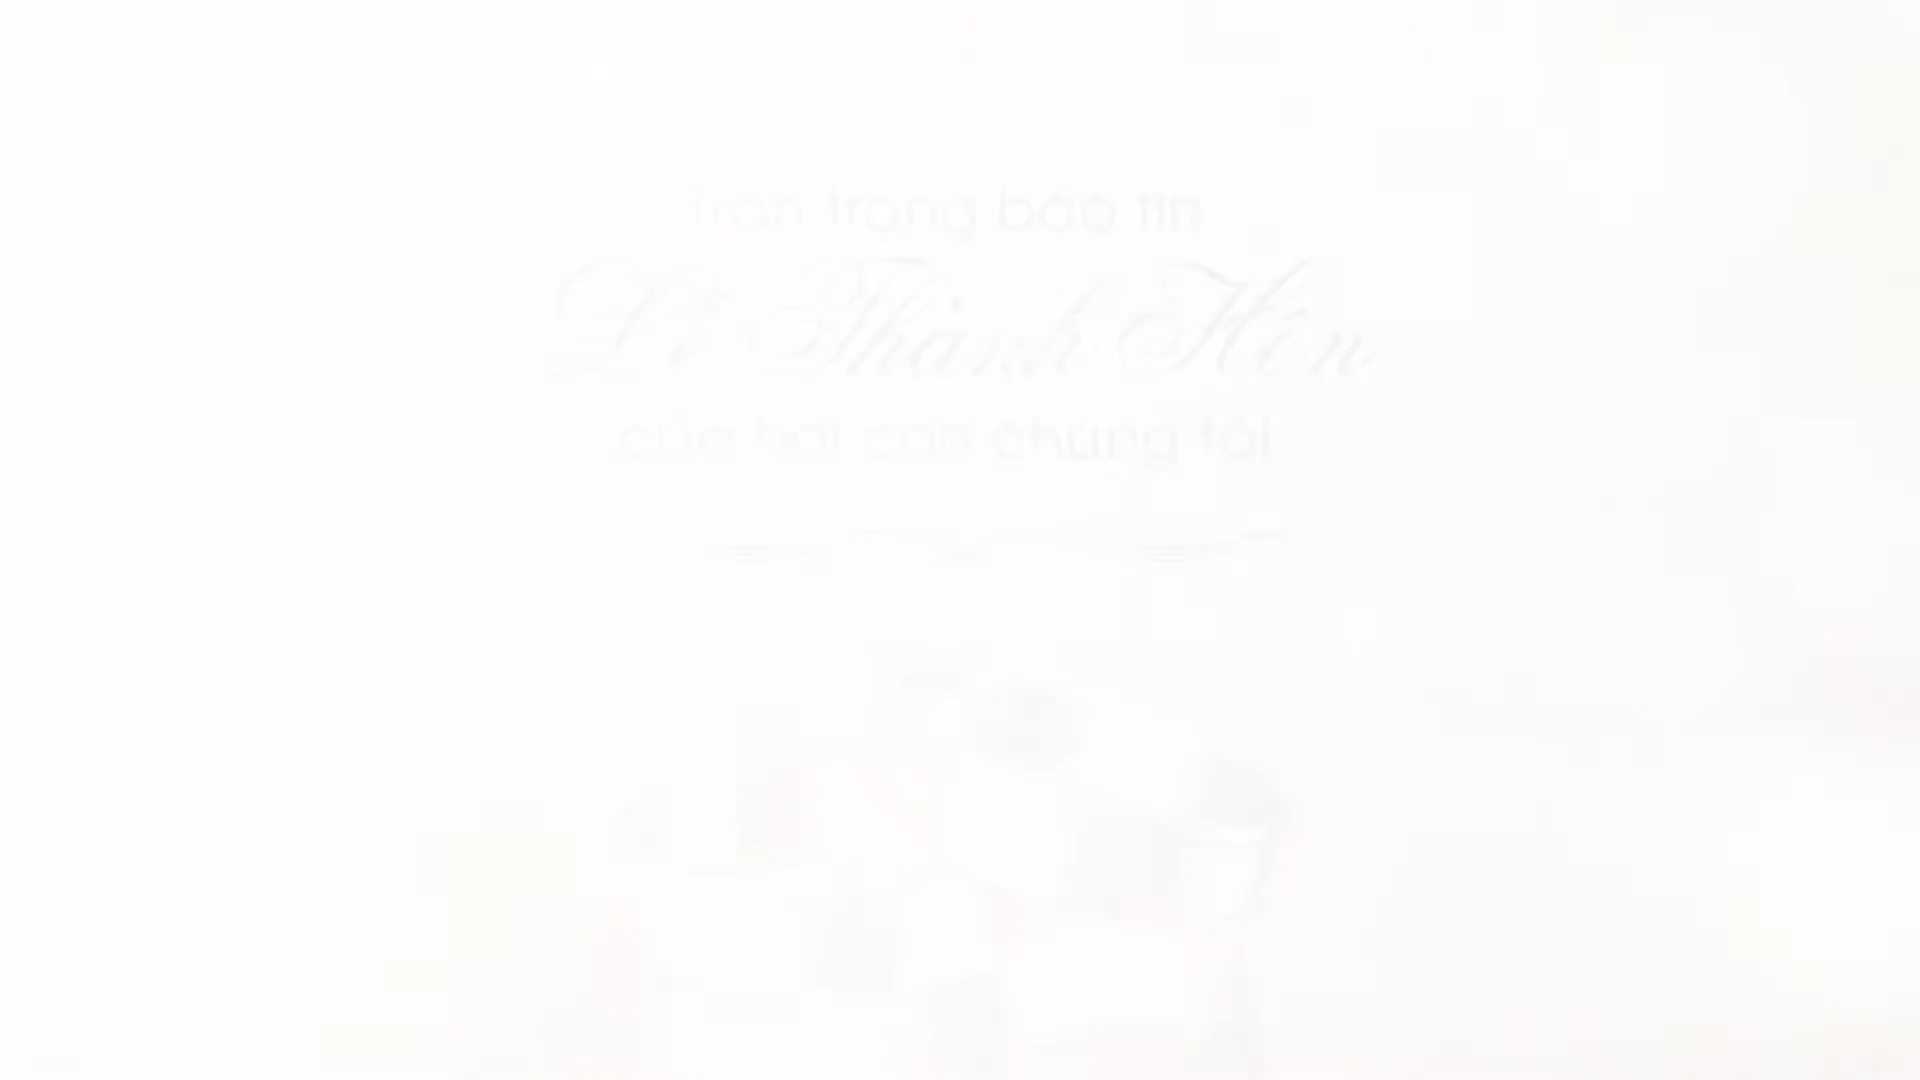 Trân trọng báo tin
Lễ Thành Hôn
của hai con chúng tôi